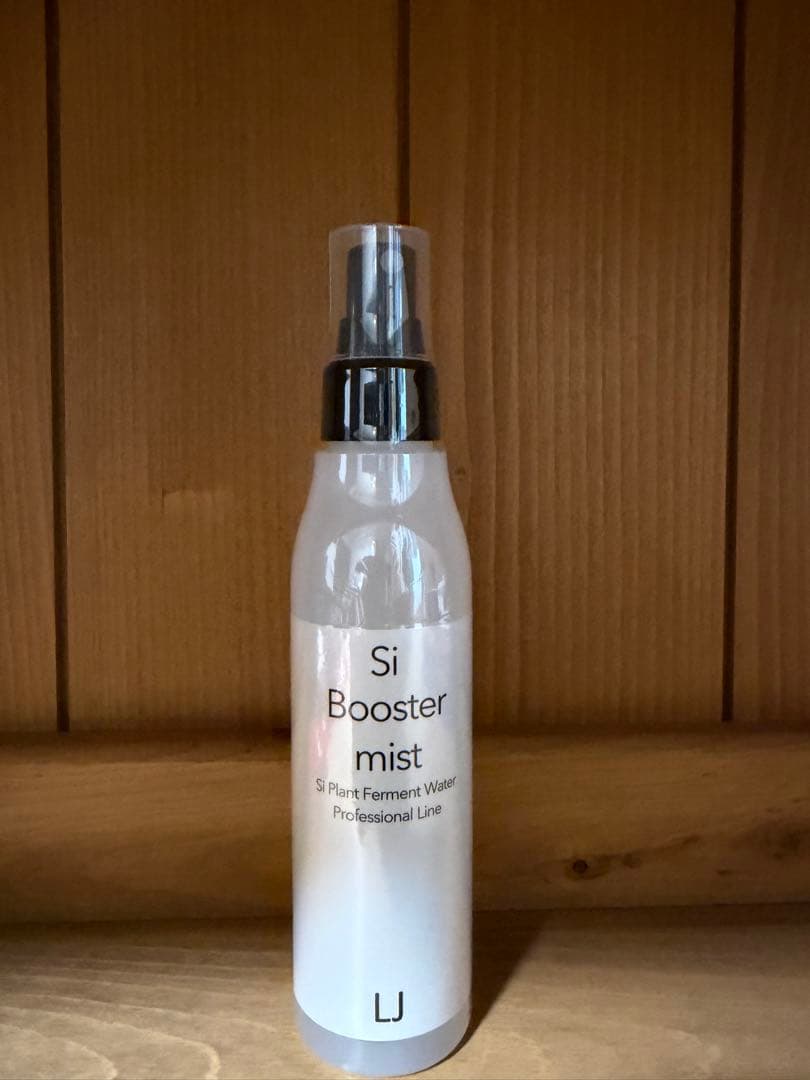 Si
Booster
mist
Si Plant Ferment Water
Professional Line
LJ